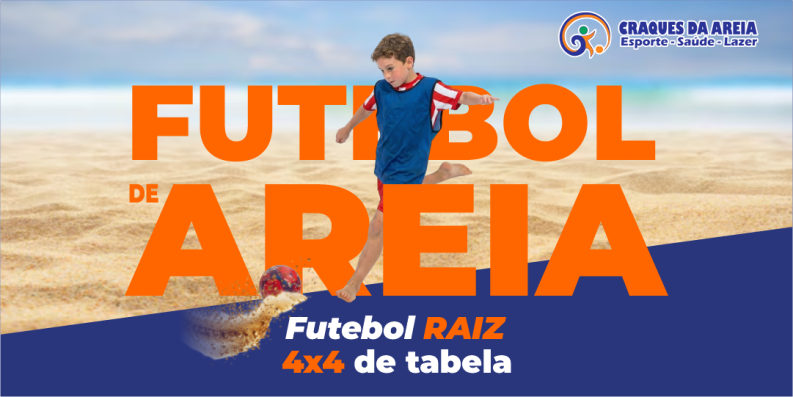 CRAQUES DA AREIA
Esporte - Saúde - Lazer
FUTEBOL
DE AREIA
Futebol RAIZ
4x4 de tabela